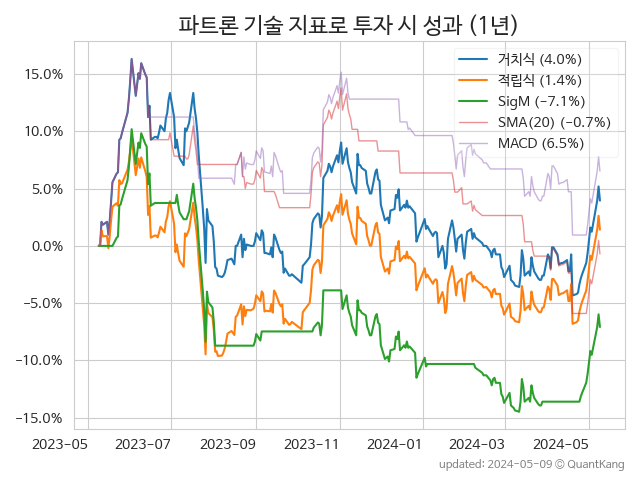 파트론 기술 지표로 투자 시 성과 (1년)
거치식 (4.0%)
적립식 (1.4%)
SigM (−7.1%)
SMA(20) (−0.7%)
MACD (6.5%)
15.0%
10.0%
5.0%
0.0%
−5.0%
−10.0%
−15.0%
2023-05 2023-07 2023-09 2023-11 2024-01 2024-03 2024-05
updated: 2024-05-09 © QuantKang